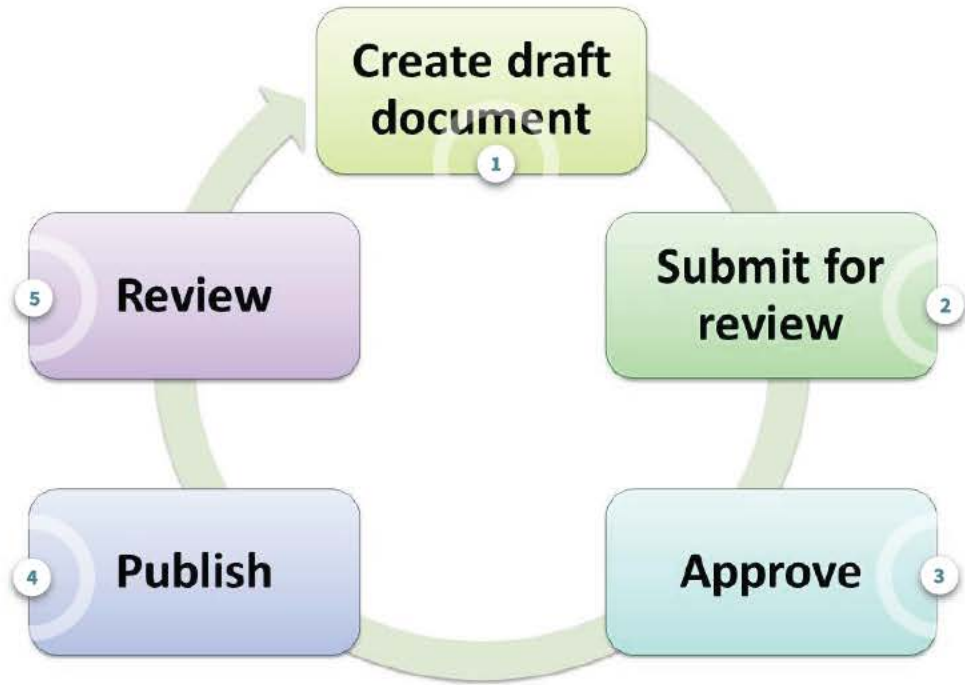 Create draft
document
1
Submit for
review
2
Approve
3
Publish
4
Review
5